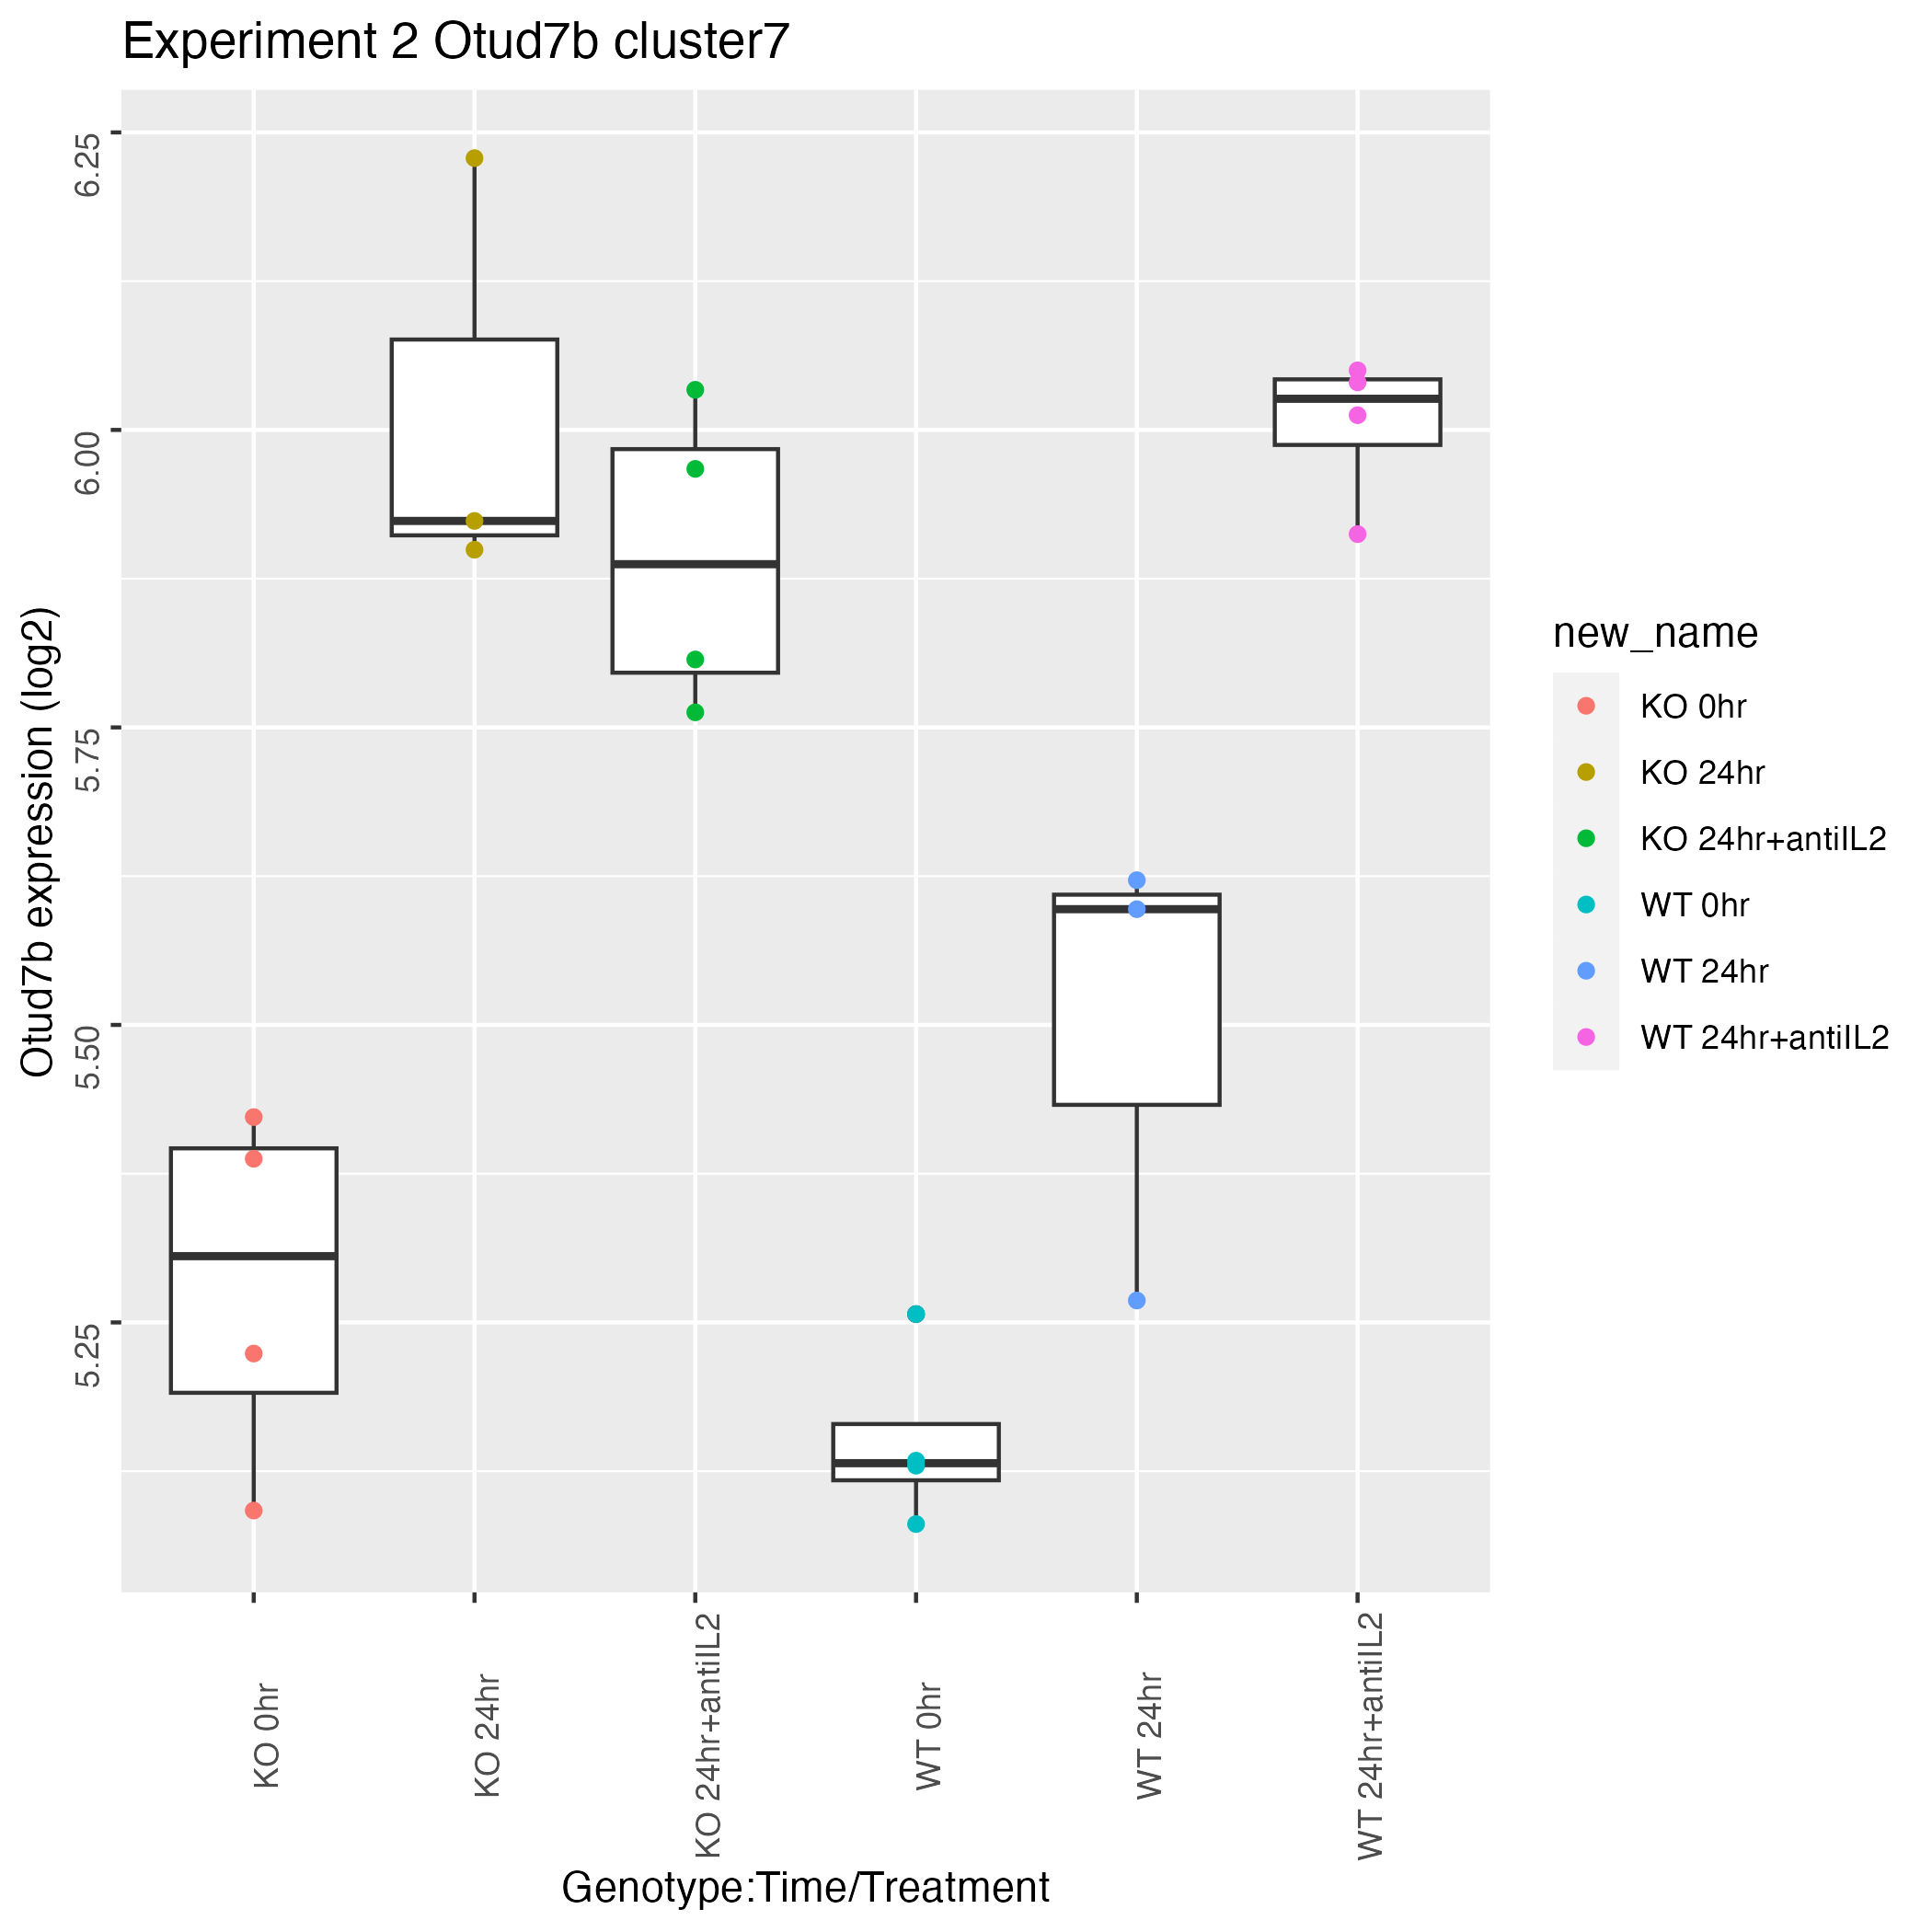 Experiment 2 Otud7b cluster7
Otud7b expression (log2)
6.25
6.00
5.75
5.50
5.25
KO 0hr
KO 24hr
KO 24hr+antiIL2
WT 0hr
WT 24hr
WT 24hr+antiIL2
Genotype:Time/Treatment
new_name
KO 0hr
KO 24hr
KO 24hr+antiIL2
WT 0hr
WT 24hr
WT 24hr+antiIL2